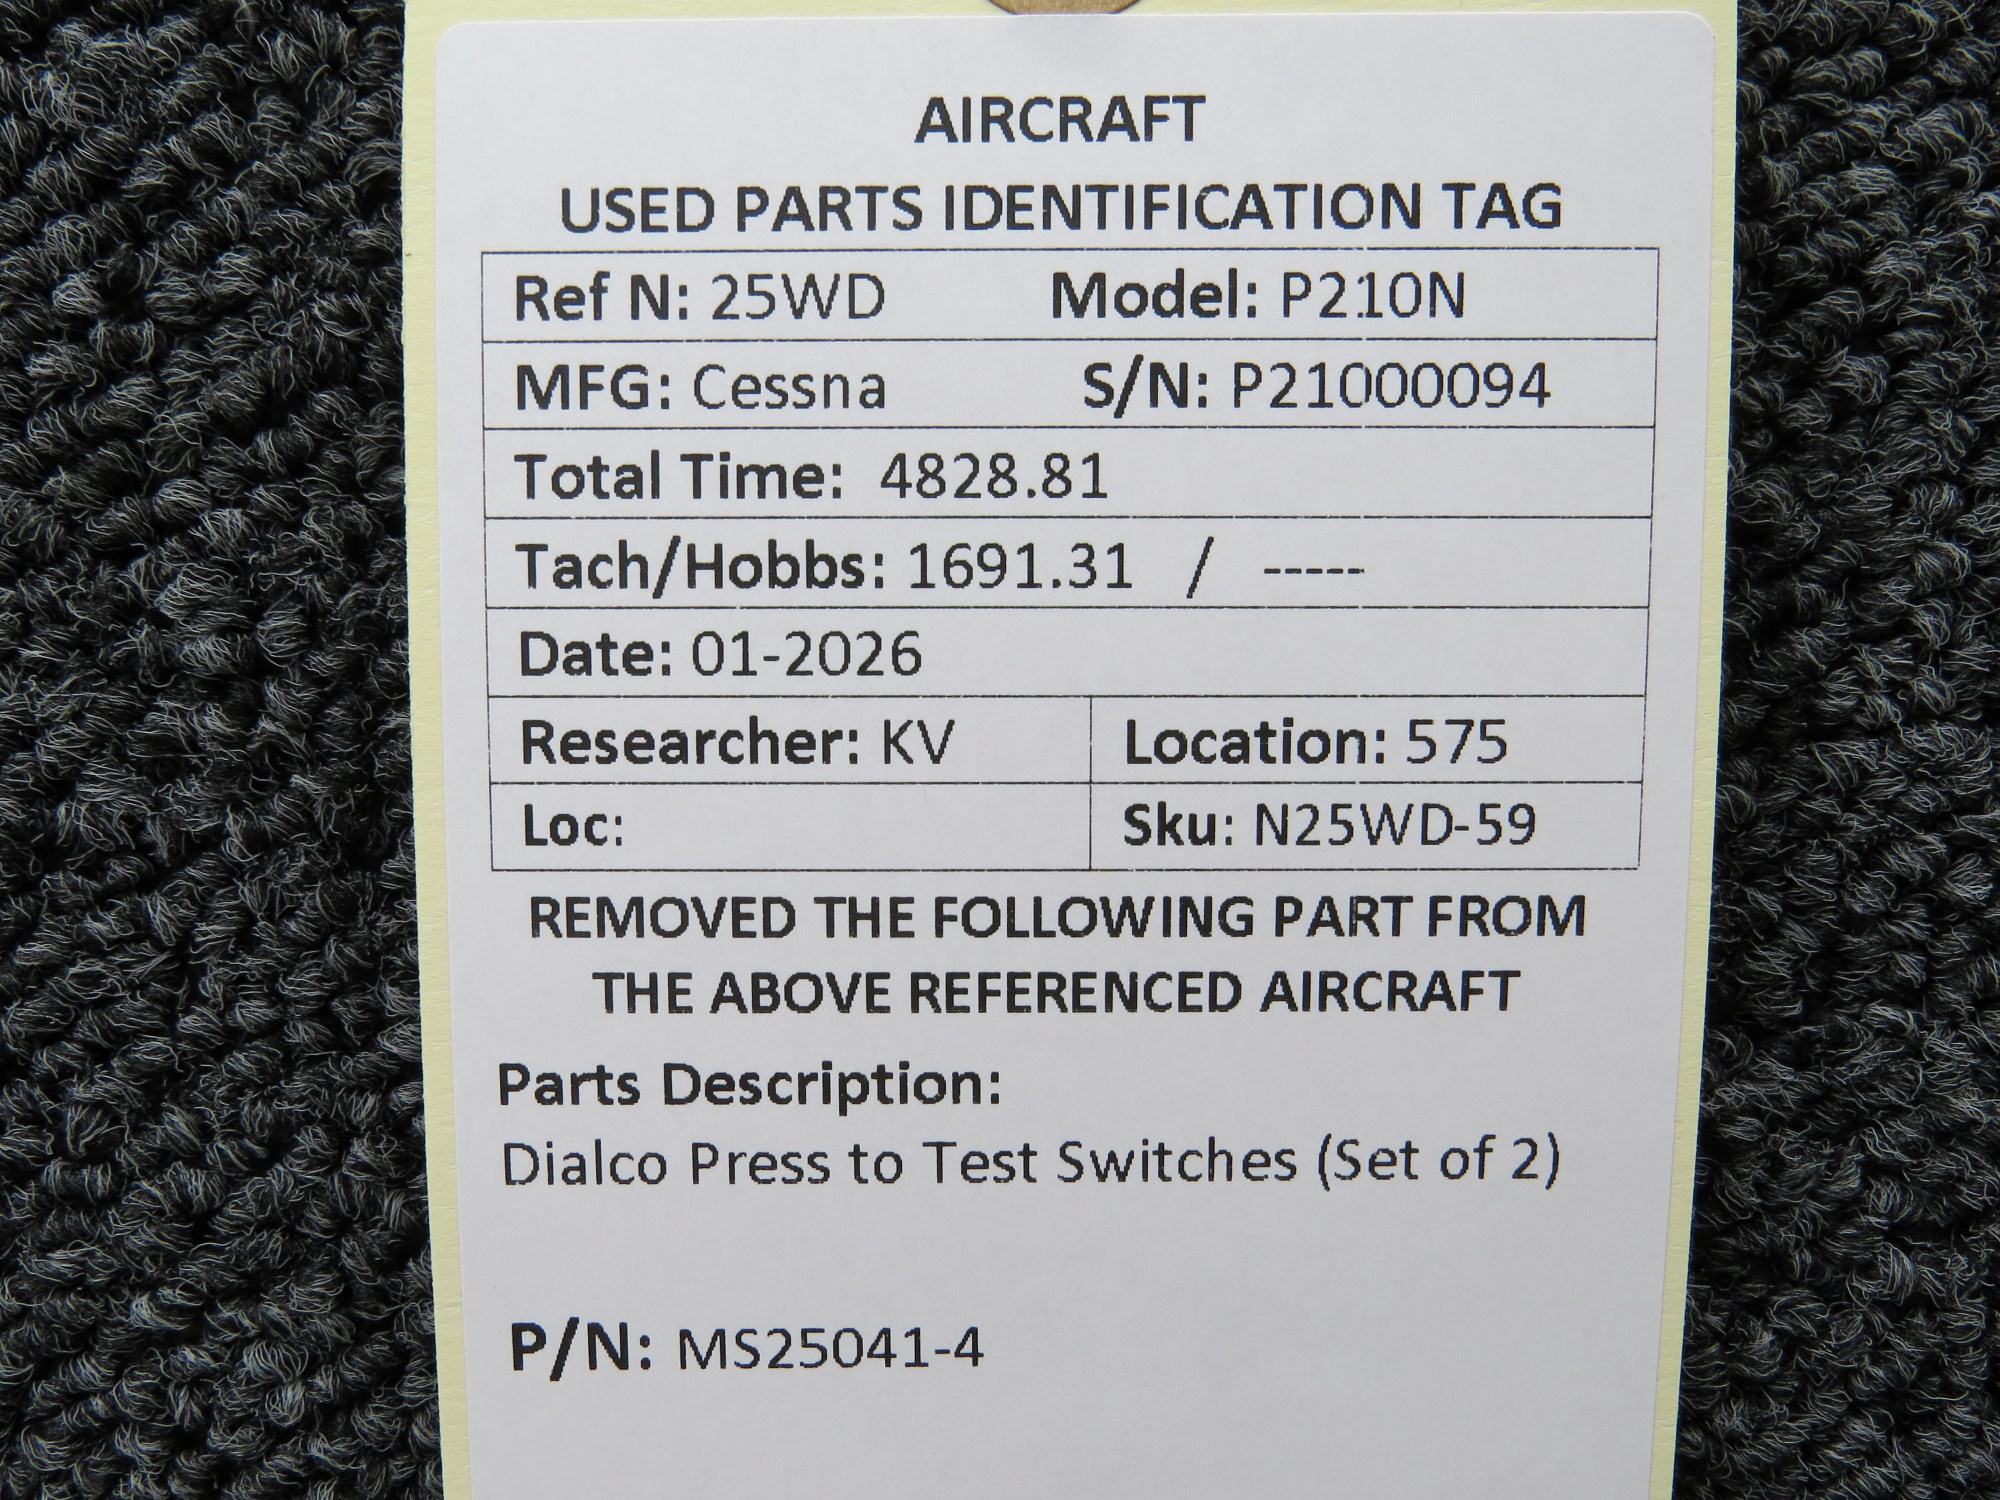 AIRCRAFT
USED PARTS IDENTIFICATION TAG
Ref N: 25WD Model: P210N
MFG: Cessna S/N: P21000094
Total Time: 4828.81
Tach/Hobbs: 1691.31 / -----
Date: 01-2026
Researcher: KV Location: 575
Loc: Sku: N25WD-59
REMOVED THE FOLLOWING PART FROM
THE ABOVE REFERENCED AIRCRAFT
Parts Description:
Dialco Press to Test Switches (Set of 2)
P/N: MS25041-4